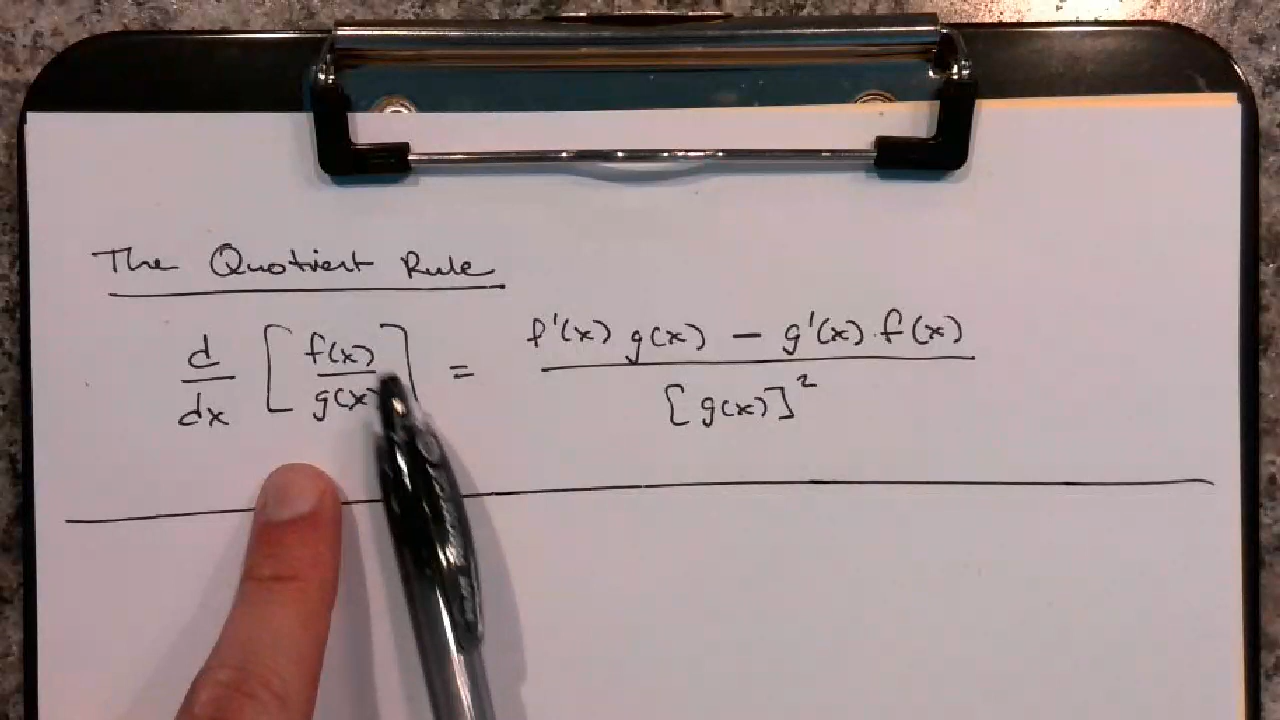 The Quotient Rule
d/dx [f(x)/g(x)] = f'(x) g(x) - g'(x).f(x) / [g(x)]²